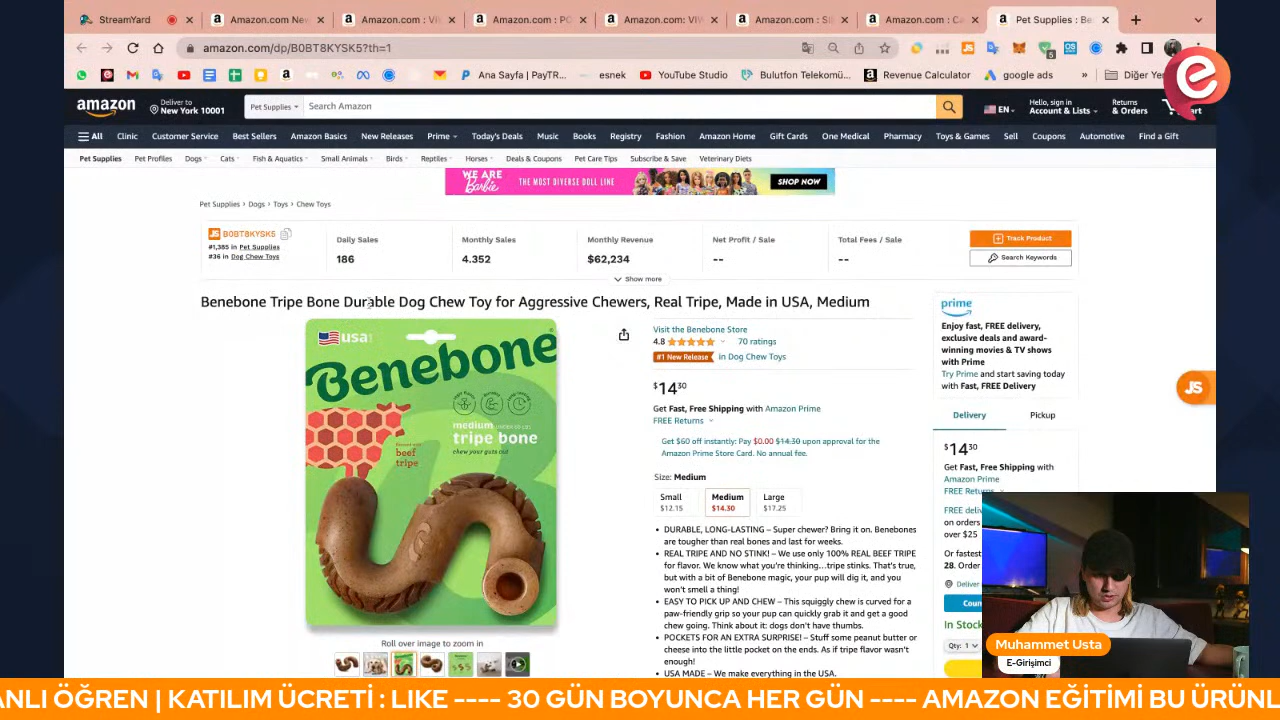 StreamYard
Amazon.com New
Amazon.com : Vi
Amazon.com : PO
Amazon.com: VIW
Amazon.com : SI
Amazon.com : Ca
Pet Supplies : Be
amazon.com/dp/B0BT8KYSK5?th=1
Ana Sayfa | PayTR,...
esnek
YouTube Studio
Bulutfon Telekomü...
Revenue Calculator
google ads
»
Diğer Ye
amazon
Deliver to
New York 10001
Pet Supplies
Search Amazon
EN
Hello, sign in
Account & Lists
Returns
& Orders
All
Clinic
Customer Service
Best Sellers
Amazon Basics
New Releases
Prime
Today's Deals
Music
Books
Registry
Fashion
Amazon Home
Gift Cards
One Medical
Pharmacy
Toys & Games
Sell
Coupons
Automotive
Find a Gift
Pet Supplies
Pet Profiles
Dogs
Cats
Fish & Aquatics
Small Animals
Birds
Reptiles
Horses
Deals & Coupons
Pet Care Tips
Subscribe & Save
Veterinary Diets
WE ARE
Barbie
THE MOST DIVERSE DOLL LINE
SHOP NOW
Pet Supplies › Dogs › Toys › Chew Toys
JS B0BT8KYSK5
#1,385 in Pet Supplies
#36 in Dog Chew Toys
Daily Sales
186
Monthly Sales
4.352
Monthly Revenue
$62,234
Net Profit / Sale
--
Total Fees / Sale
--
Track Product
Search Keywords
Show more
Benebone Tripe Bone Durable Dog Chew Toy for Aggressive Chewers, Real Tripe, Made in USA, Medium
usa
Benebone
medium
tripe bone
chew your guts out
beef
tripe
Roll over image to zoom in
Visit the Benebone Store
4.8
70 ratings
#1 New Release
in Dog Chew Toys
$14 30
Get Fast, Free Shipping with Amazon Prime
FREE Returns
Get $60 off instantly: Pay $0.00 $14.30 upon approval for the
Amazon Prime Store Card. No annual fee.
Size: Medium
Small
$12.15
Medium
$14.30
Large
$17.25
• DURABLE, LONG-LASTING – Super chewer? Bring it on. Benebones
are tougher than real bones and last for weeks.
• REAL TRIPE AND NO STINK! – We use only 100% REAL BEEF TRIPE
for flavor. We know what you're thinking...tripe stinks. That's true,
but with a bit of Benebone magic, your pup will dig it, and you
won't smell a thing!
• EASY TO PICK UP AND CHEW – This squiggly chew is curved for a
paw-friendly grip so your pup can quickly grab it and get a good
chew going. Think about it: dogs don't have thumbs.
• POCKETS FOR AN EXTRA SURPRISE! – Stuff some peanut butter or
cheese into the little pocket on the ends. As if tripe flavor wasn't
enough!
• USA MADE – We make everything in the USA.
prime
Enjoy fast, FREE delivery,
exclusive deals and award-
winning movies & TV shows
with Prime
Try Prime and start saving today
with Fast, FREE Delivery
Delivery
Pickup
$14 30
Get Fast, Free Shipping with
Amazon Prime
FREE Returns
FREE deliv
on orders
over $25
Or fastes
28. Order
Deliver
In Stock
Qty: 1
JS
Muhammet Usta
E-Girişimci
ANLI ÖĞREN | KATILIM ÜCRETİ : LIKE ---- 30 GÜN BOYUNCA HER GÜN ---- AMAZON EĞİTİMİ BU ÜRÜNL